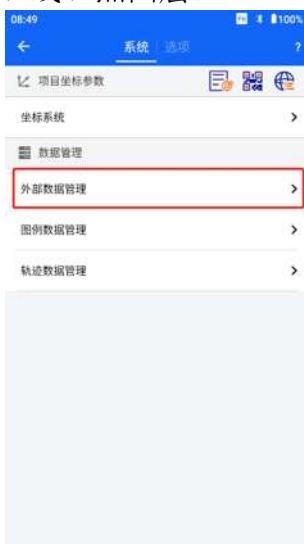 08:49
100%
系统 选项
?
项目坐标参数
坐标系统
数据管理
外部数据管理
图例数据管理
轨迹数据管理